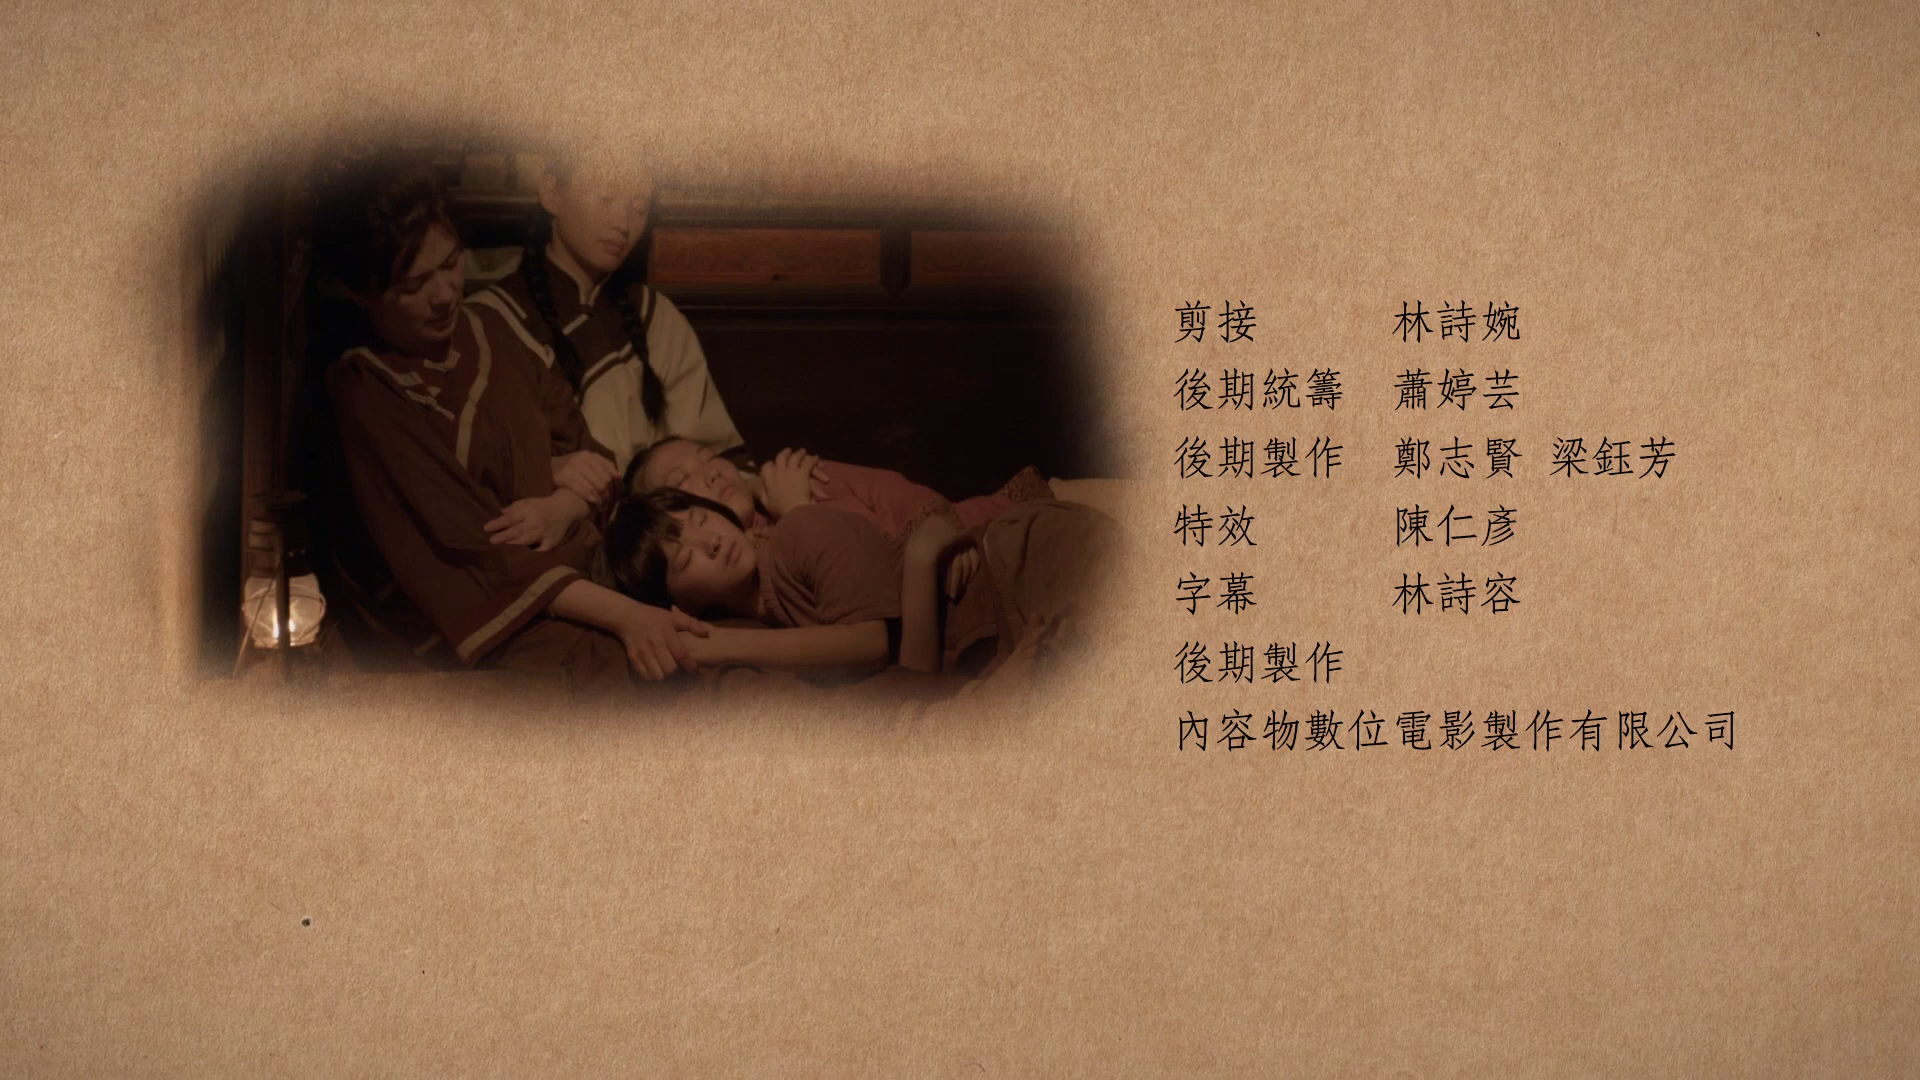 剪接 林詩婉
後期統籌 蕭婷芸
後期製作 鄭志賢 梁鈺芳
特效 陳仁彥
字幕 林詩容
後期製作
內容物數位電影製作有限公司